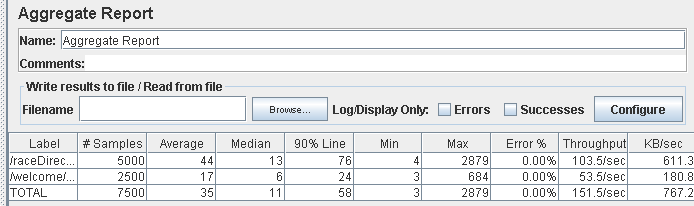 Aggregate Report
Name: Aggregate Report
Comments:
Write results to file / Read from file
Filename Browse... Log/Display Only: Errors Successes Configure
Label # Samples Average Median 90% Line Min Max Error % Throughput KB/sec
/raceDirec... 5000 44 13 76 4 2879 0.00% 103.5/sec 611.3
/welcome/... 2500 17 6 24 3 684 0.00% 53.5/sec 180.8
TOTAL 7500 35 11 58 3 2879 0.00% 151.5/sec 767.2